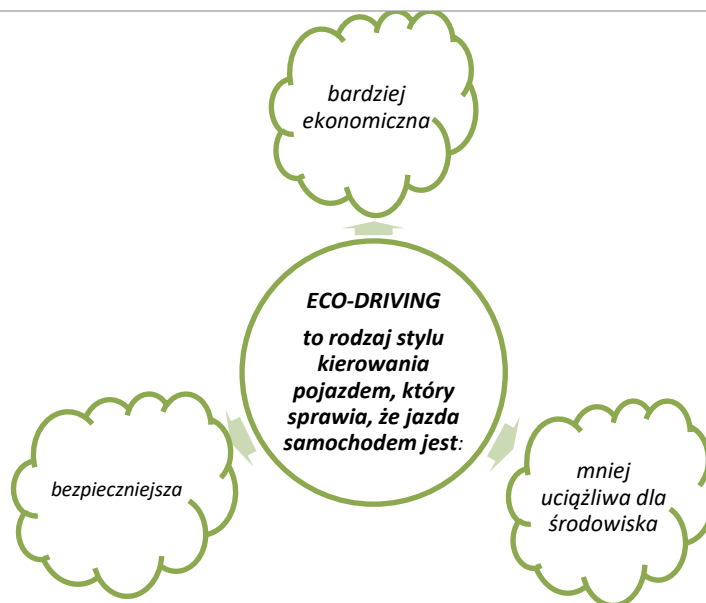 bardziej
ekonomiczna
ECO-DRIVING
to rodzaj stylu
kierowania
pojazdem, który
sprawia, że jazda
samochodem jest:
bezpieczniejsza
mniej
uciążliwa dla
środowiska